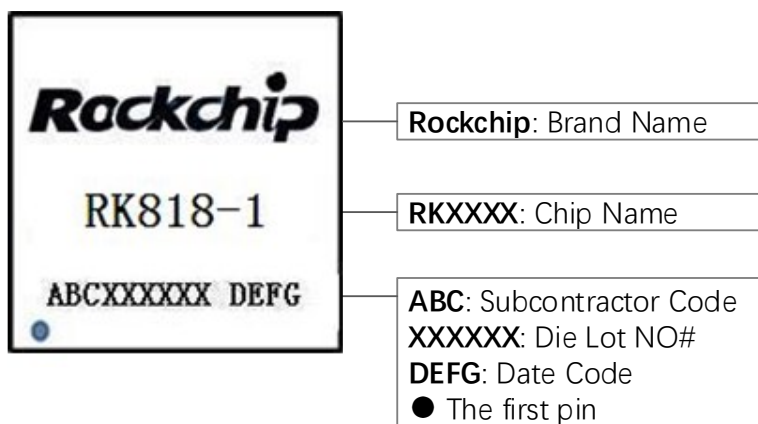 Rockchip
RK818-1
ABCXXXXXX DEFG
Rockchip: Brand Name
RKXXXX: Chip Name
ABC: Subcontractor Code
XXXXXX: Die Lot NO#
DEFG: Date Code
● The first pin